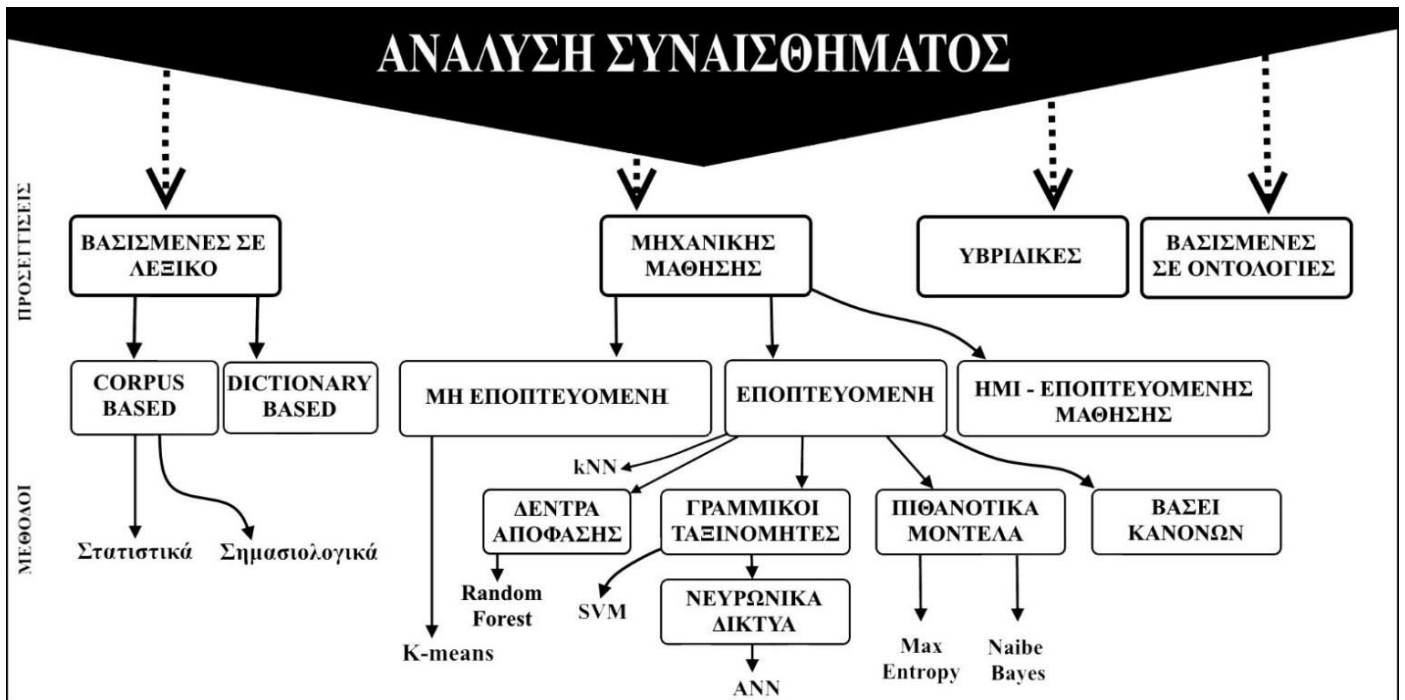 ΑΝΑΛΥΣΗ ΣΥΝΑΙΣΘΗΜΑΤΟΣ
ΠΡΟΣΕΓΓΙΣΕΙΣ
ΒΑΣΙΣΜΕΝΕΣ ΣΕ
ΛΕΞΙΚΟ
ΜΗΧΑΝΙΚΗΣ
ΜΑΘΗΣΗΣ
ΥΒΡΙΔΙΚΕΣ
ΒΑΣΙΣΜΕΝΕΣ
ΣΕ ΟΝΤΟΛΟΓΙΕΣ
CORPUS
BASED
DICTIONARY
BASED
ΜΗ ΕΠΟΠΤΕΥΟΜΕΝΗ
ΕΠΟΠΤΕΥΟΜΕΝΗ
ΗΜΙ - ΕΠΟΠΤΕΥΟΜΕΝΗΣ
ΜΑΘΗΣΗΣ
ΜΕΘΟΔΟΙ
kNN
ΔΕΝΤΡΑ
ΑΠΟΦΑΣΗΣ
ΓΡΑΜΜΙΚΟΙ
ΤΑΞΙΝΟΜΗΤΕΣ
ΠΙΘΑΝΟΤΙΚΑ
ΜΟΝΤΕΛΑ
ΒΑΣΕΙ
ΚΑΝΟΝΩΝ
Στατιστικά
Σημασιολογικά
Random
Forest
SVM
ΝΕΥΡΩΝΙΚΑ
ΔΙΚΤΥΑ
K-means
Max
Entropy
Naibe
Bayes
ANN